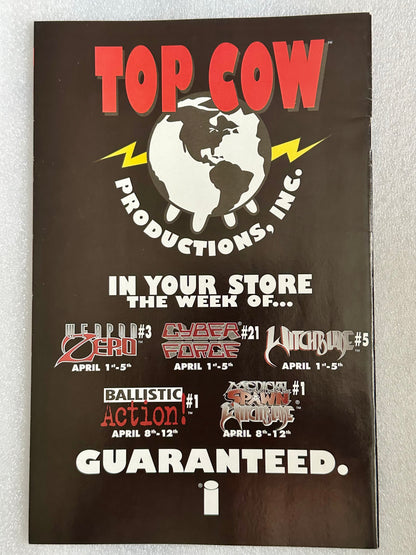 TOP COW™
PRODUCTIONS, INC.
IN YOUR STORE
THE WEEK OF...
WEAPON ZERO #3
APRIL 1st-5th
CYBER FORCE #21
APRIL 1st-5th
WITCHBLADE #5
APRIL 1st-5th
BALLISTIC Action! #1
APRIL 8th-12th
MEDIEVAL SPAWN WITCHBLADE #1
APRIL 8th-12th
GUARANTEED.
® i